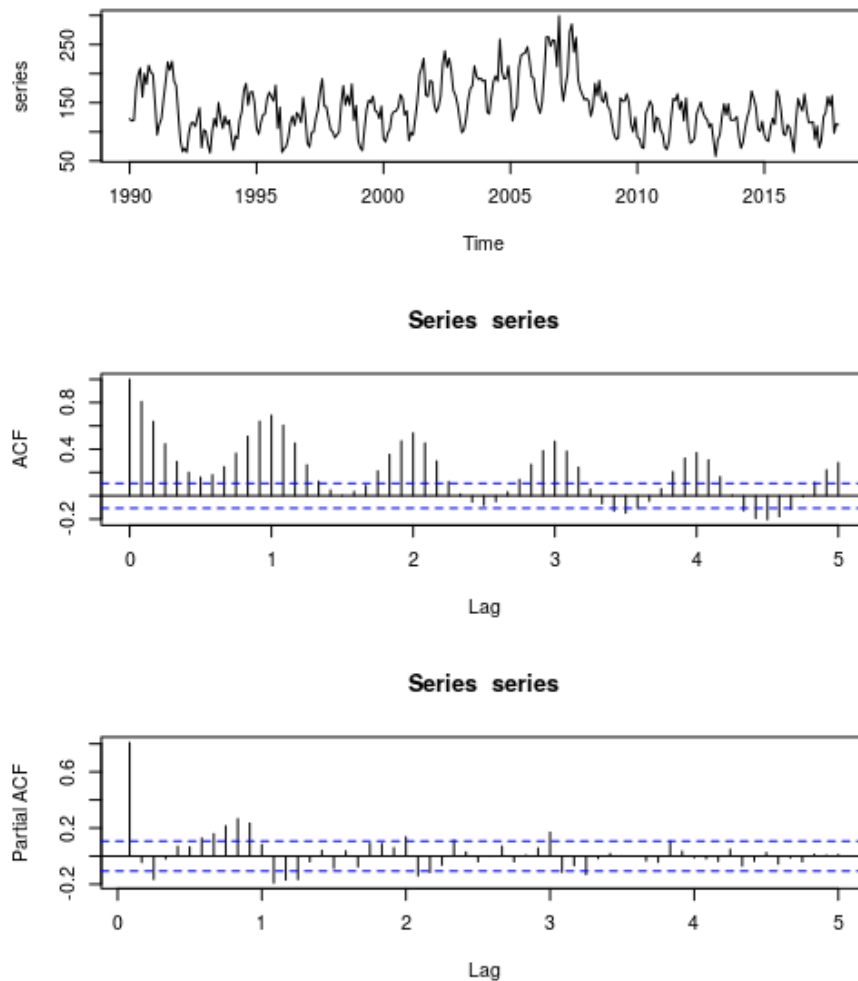 series
250
150
50
1990 1995 2000 2005 2010 2015
Time
Series series
ACF
0.8
0.4
-0.2
0 1 2 3 4 5
Lag
Series series
Partial ACF
0.6
0.2
-0.2
0 1 2 3 4 5
Lag